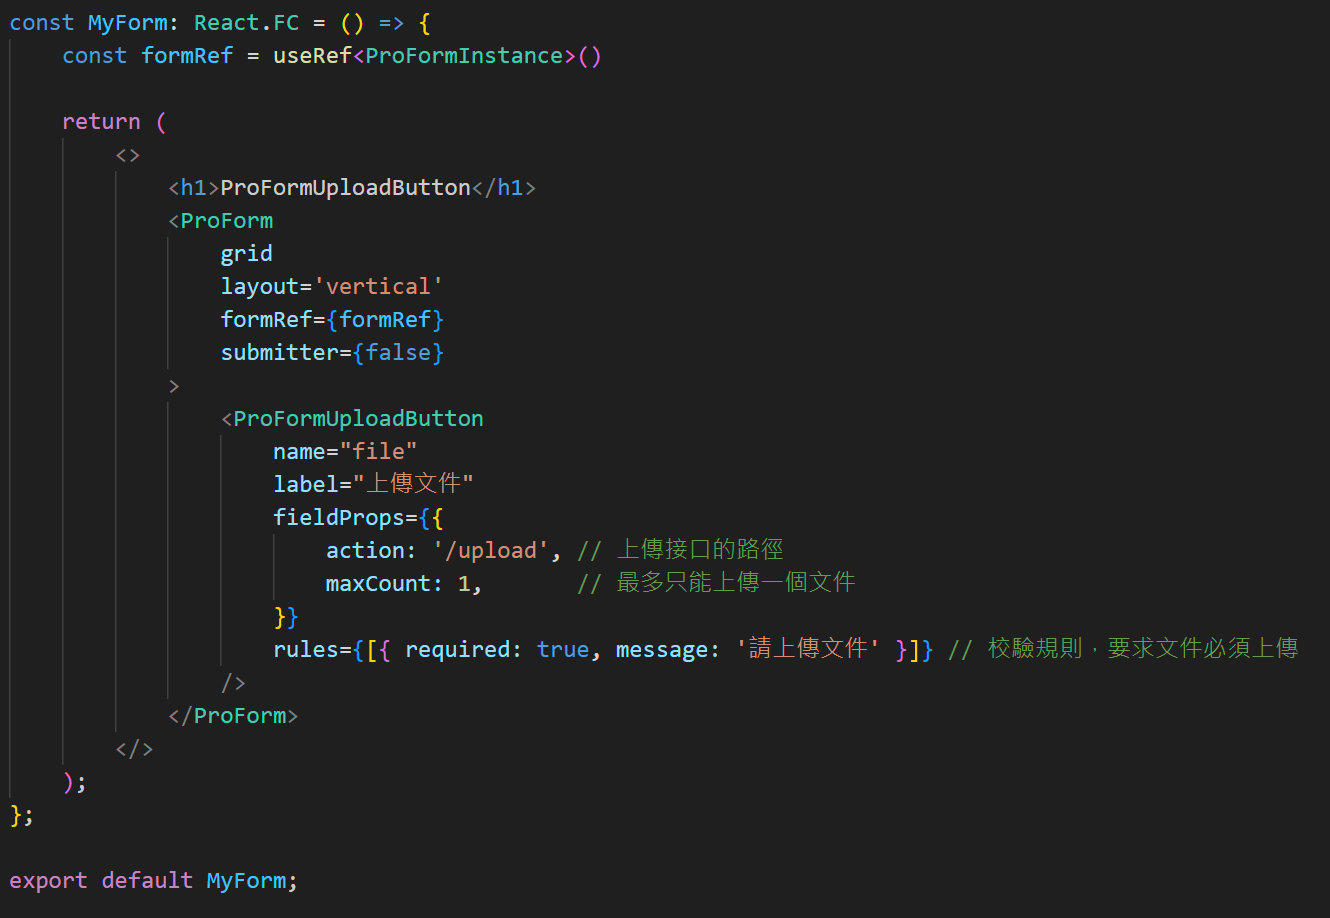 const MyForm: React.FC = () => {
    const formRef = useRef<ProFormInstance>()

    return (
        <>
            <h1>ProFormUploadButton</h1>
            <ProForm
                grid
                layout='vertical'
                formRef={formRef}
                submitter={false}
            >
                <ProFormUploadButton
                    name="file"
                    label="上傳文件"
                    fieldProps={{
                        action: '/upload', // 上傳接口的路徑
                        maxCount: 1,       // 最多只能上傳一個文件
                    }}
                    rules={[{ required: true, message: '請上傳文件' }]} // 校驗規則，要求文件必須上傳
                />
            </ProForm>
        </>
    );
};

export default MyForm;